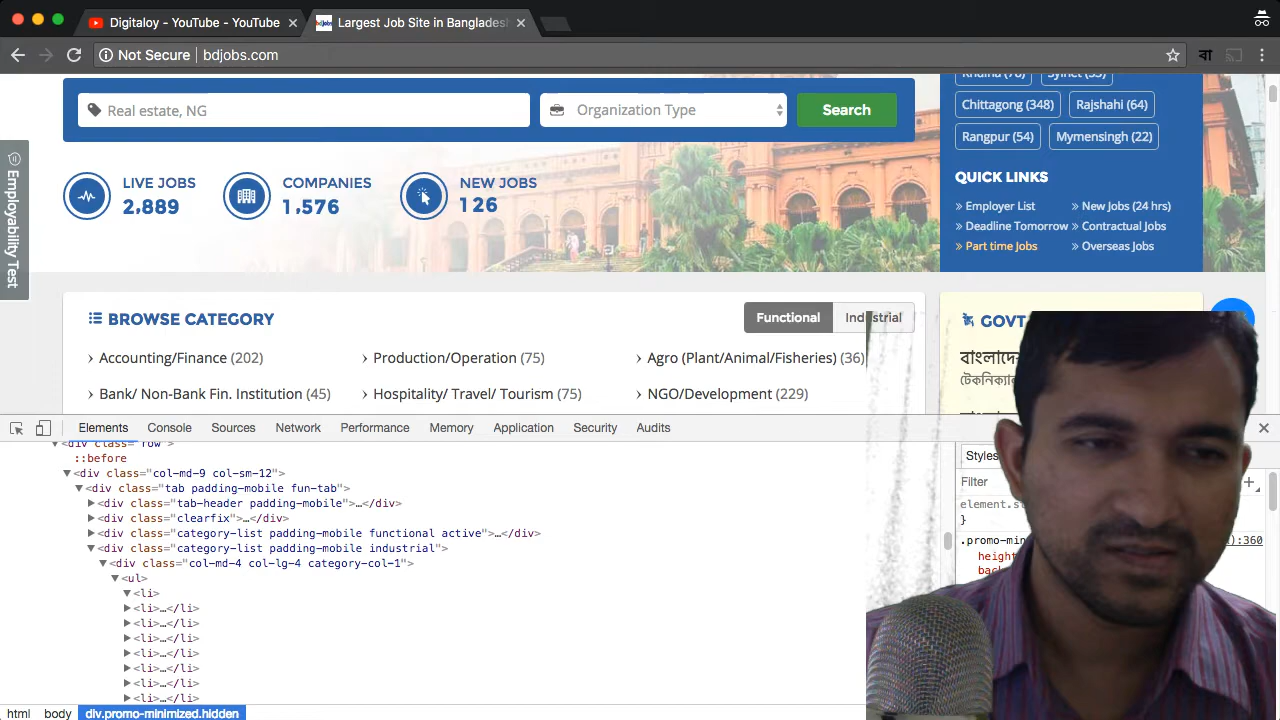 Digitaloy - YouTube - YouTube
Largest Job Site in Bangladesh
Not Secure
bdjobs.com
বা
Real estate, NG
Organization Type
Search
Khulna (78)
Chittagong (348)
Rajshahi (64)
Rangpur (54)
Mymensingh (22)
QUICK LINKS
» Employer List
» New Jobs (24 hrs)
» Deadline Tomorrow
» Contractual Jobs
» Part time Jobs
» Overseas Jobs
Employability Test
LIVE JOBS
2,889
COMPANIES
1,576
NEW JOBS
126
BROWSE CATEGORY
Functional
Industrial
› Accounting/Finance (202)
› Production/Operation (75)
› Agro (Plant/Animal/Fisheries) (36)
› Bank/ Non-Bank Fin. Institution (45)
› Hospitality/ Travel/ Tourism (75)
› NGO/Development (229)
GOVT
Elements
Console
Sources
Network
Performance
Memory
Application
Security
Audits
<div class="row">
::before
<div class="col-md-9 col-sm-12">
<div class="tab padding-mobile fun-tab">
<div class="tab-header padding-mobile">…</div>
<div class="clearfix">…</div>
<div class="category-list padding-mobile functional active">…</div>
<div class="category-list padding-mobile industrial">
<div class="col-md-4 col-lg-4 category-col-1">
<ul>
<li>
<li>…</li>
<li>…</li>
<li>…</li>
<li>…</li>
<li>…</li>
<li>…</li>
<li>…</li>
html
body
div.promo-minimized.hidden
Styles
Filter
}
):360